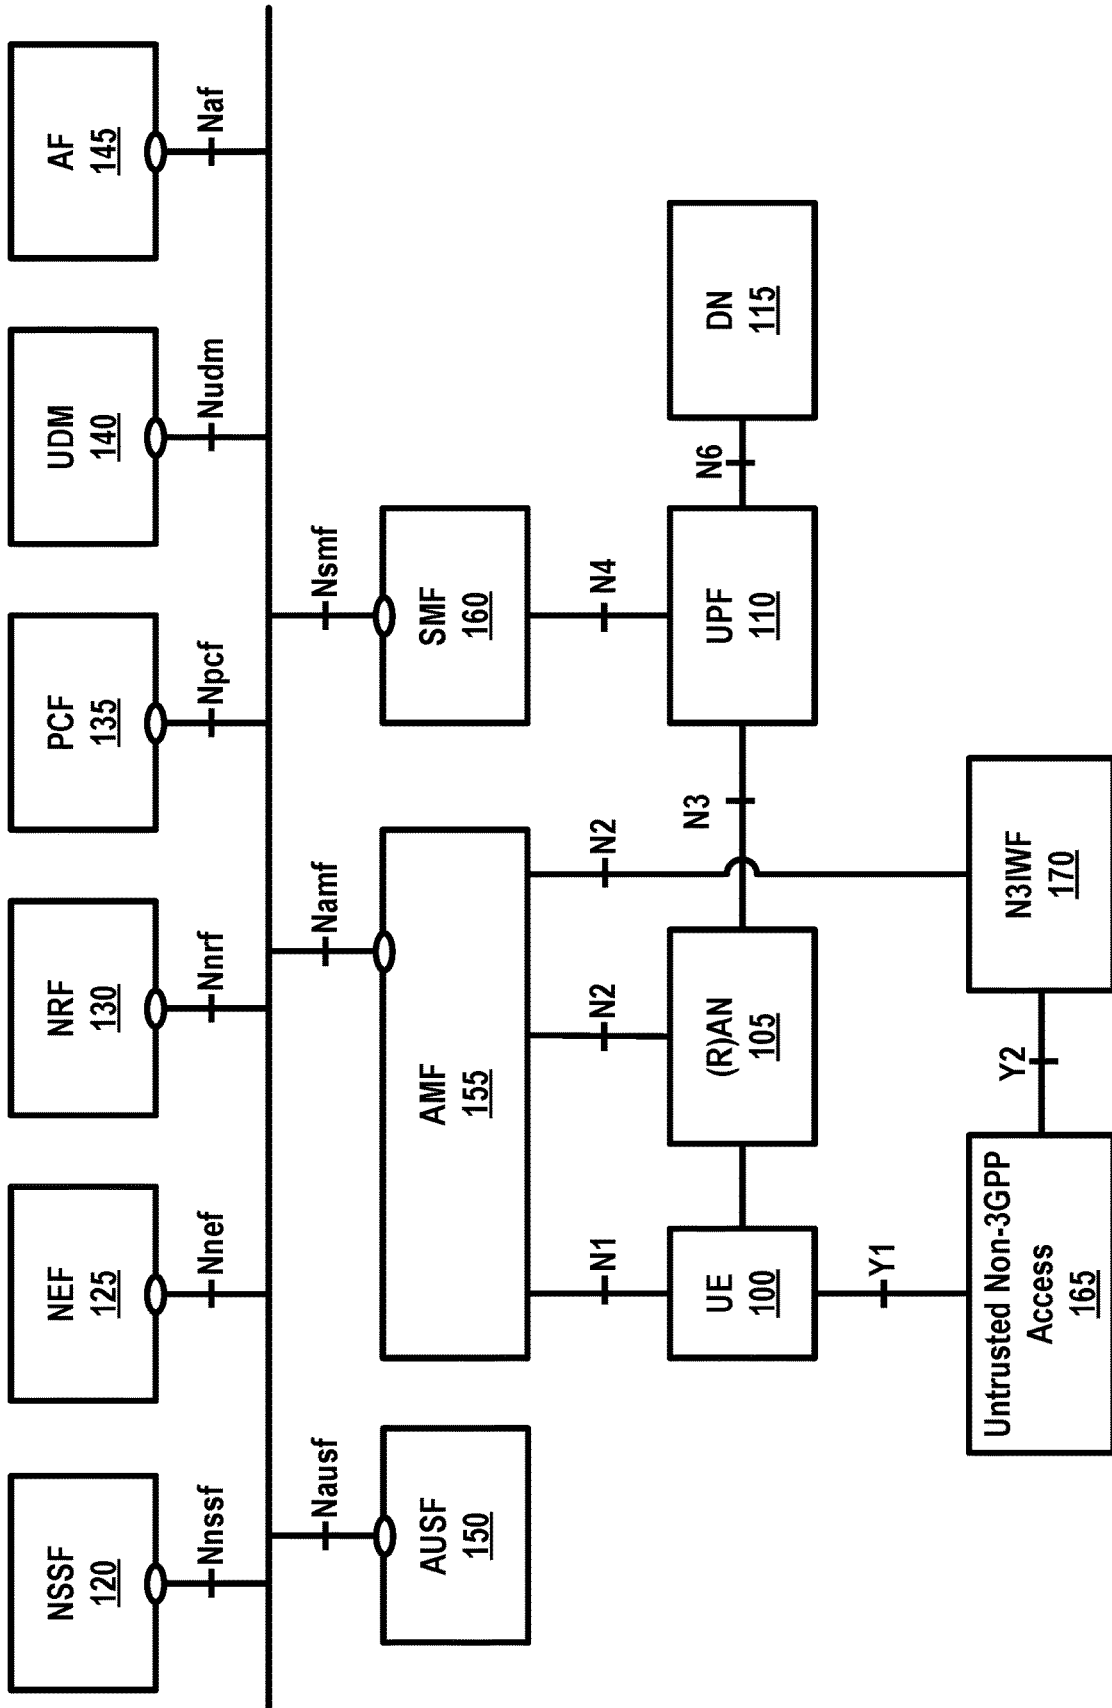 NSSF
120
NEF
125
NRF
130
PCF
135
UDM
140
AF
145
Nnssf
Nnef
Nnrf
Npcf
Nudm
Naf
Nausf
Namf
Nsmf
AUSF
150
AMF
155
SMF
160
N1
N2
N2
N4
UE
100
(R)AN
105
N3
UPF
110
N6
DN
115
Y1
Untrusted Non-3GPP
Access
165
Y2
N3IWF
170